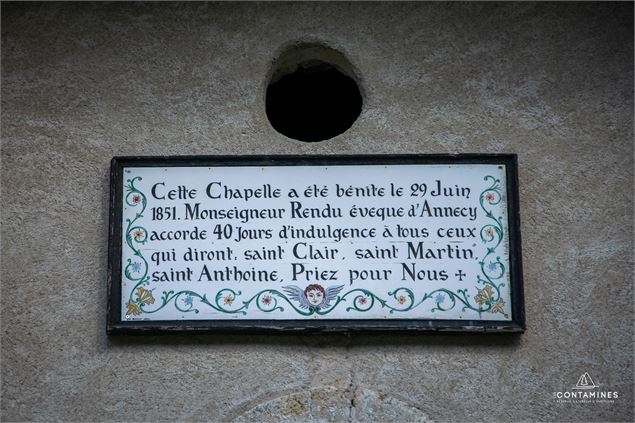 Cette Chapelle a été bénite le 29 Juin
1851. Monseigneur Rendu éveque d'Annecy
accorde 40 Jours d'indulgence à tous ceux
qui diront, saint Clair, saint Martin,
saint Anthoine, Priez pour Nous +
CONTAMINES